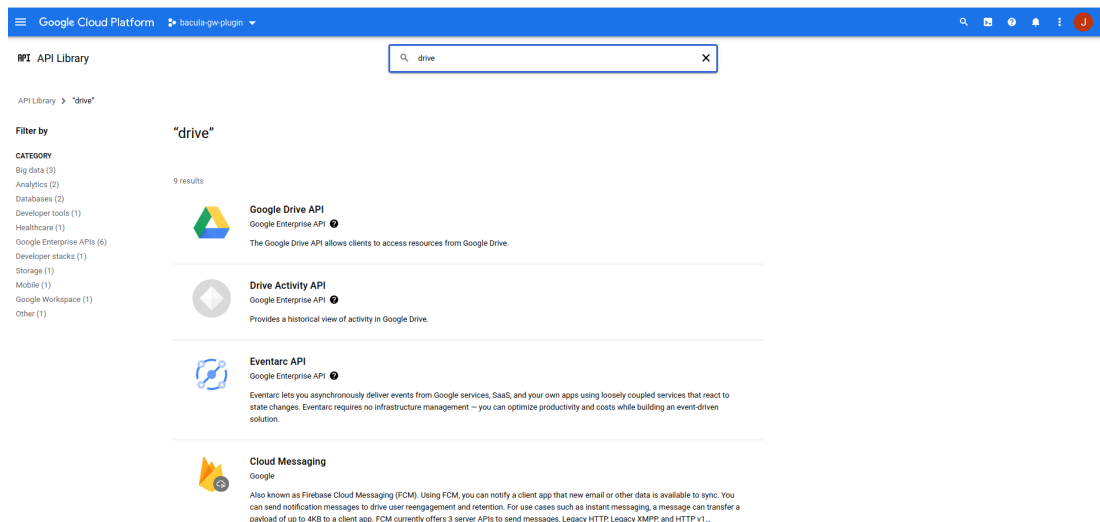 Google Cloud Platform bacula-gw-plugin
J
API API Library
drive
API Library > "drive"
Filter by
CATEGORY
Big data (3)
Analytics (2)
Databases (2)
Developer tools (1)
Healthcare (1)
Google Enterprise APIs (6)
Developer stacks (1)
Storage (1)
Mobile (1)
Google Workspace (1)
Other (1)
“drive”
9 results
Google Drive API
Google Enterprise API
The Google Drive API allows clients to access resources from Google Drive.
Drive Activity API
Google Enterprise API
Provides a historical view of activity in Google Drive.
Eventarc API
Google Enterprise API
Eventarc lets you asynchronously deliver events from Google services, SaaS, and your own apps using loosely coupled services that react to
state changes. Eventarc requires no infrastructure management — you can optimize productivity and costs while building an event-driven
solution.
Cloud Messaging
Google
Also known as Firebase Cloud Messaging (FCM). Using FCM, you can notify a client app that new email or other data is available to sync. You
can send notification messages to drive user reengagement and retention. For use cases such as instant messaging, a message can transfer a
payload of up to 4KB to a client app. FCM currently offers 3 server APIs to send messages, Legacy HTTP, Legacy XMPP, and HTTP v1...